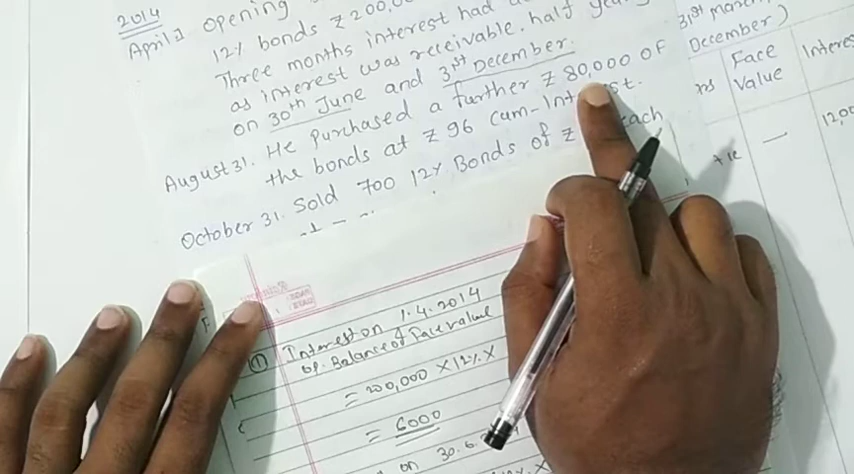 2014
April 1 opening
12% bonds ₹200,0
Three months interest had
as interest was receivable. half
on 30th June and 31st December.
August 31. He purchased a further ₹80,000 OF
the bonds at ₹96 cum-Int st.
October 31. Sold 700 12% Bonds of ₹ each
31st March
December)
Face
Value
Interes
12,00
① Interest on 1.4.2014
op. Balance of Face value
= 200,000 × 12% ×
= 6000
on 30.6.